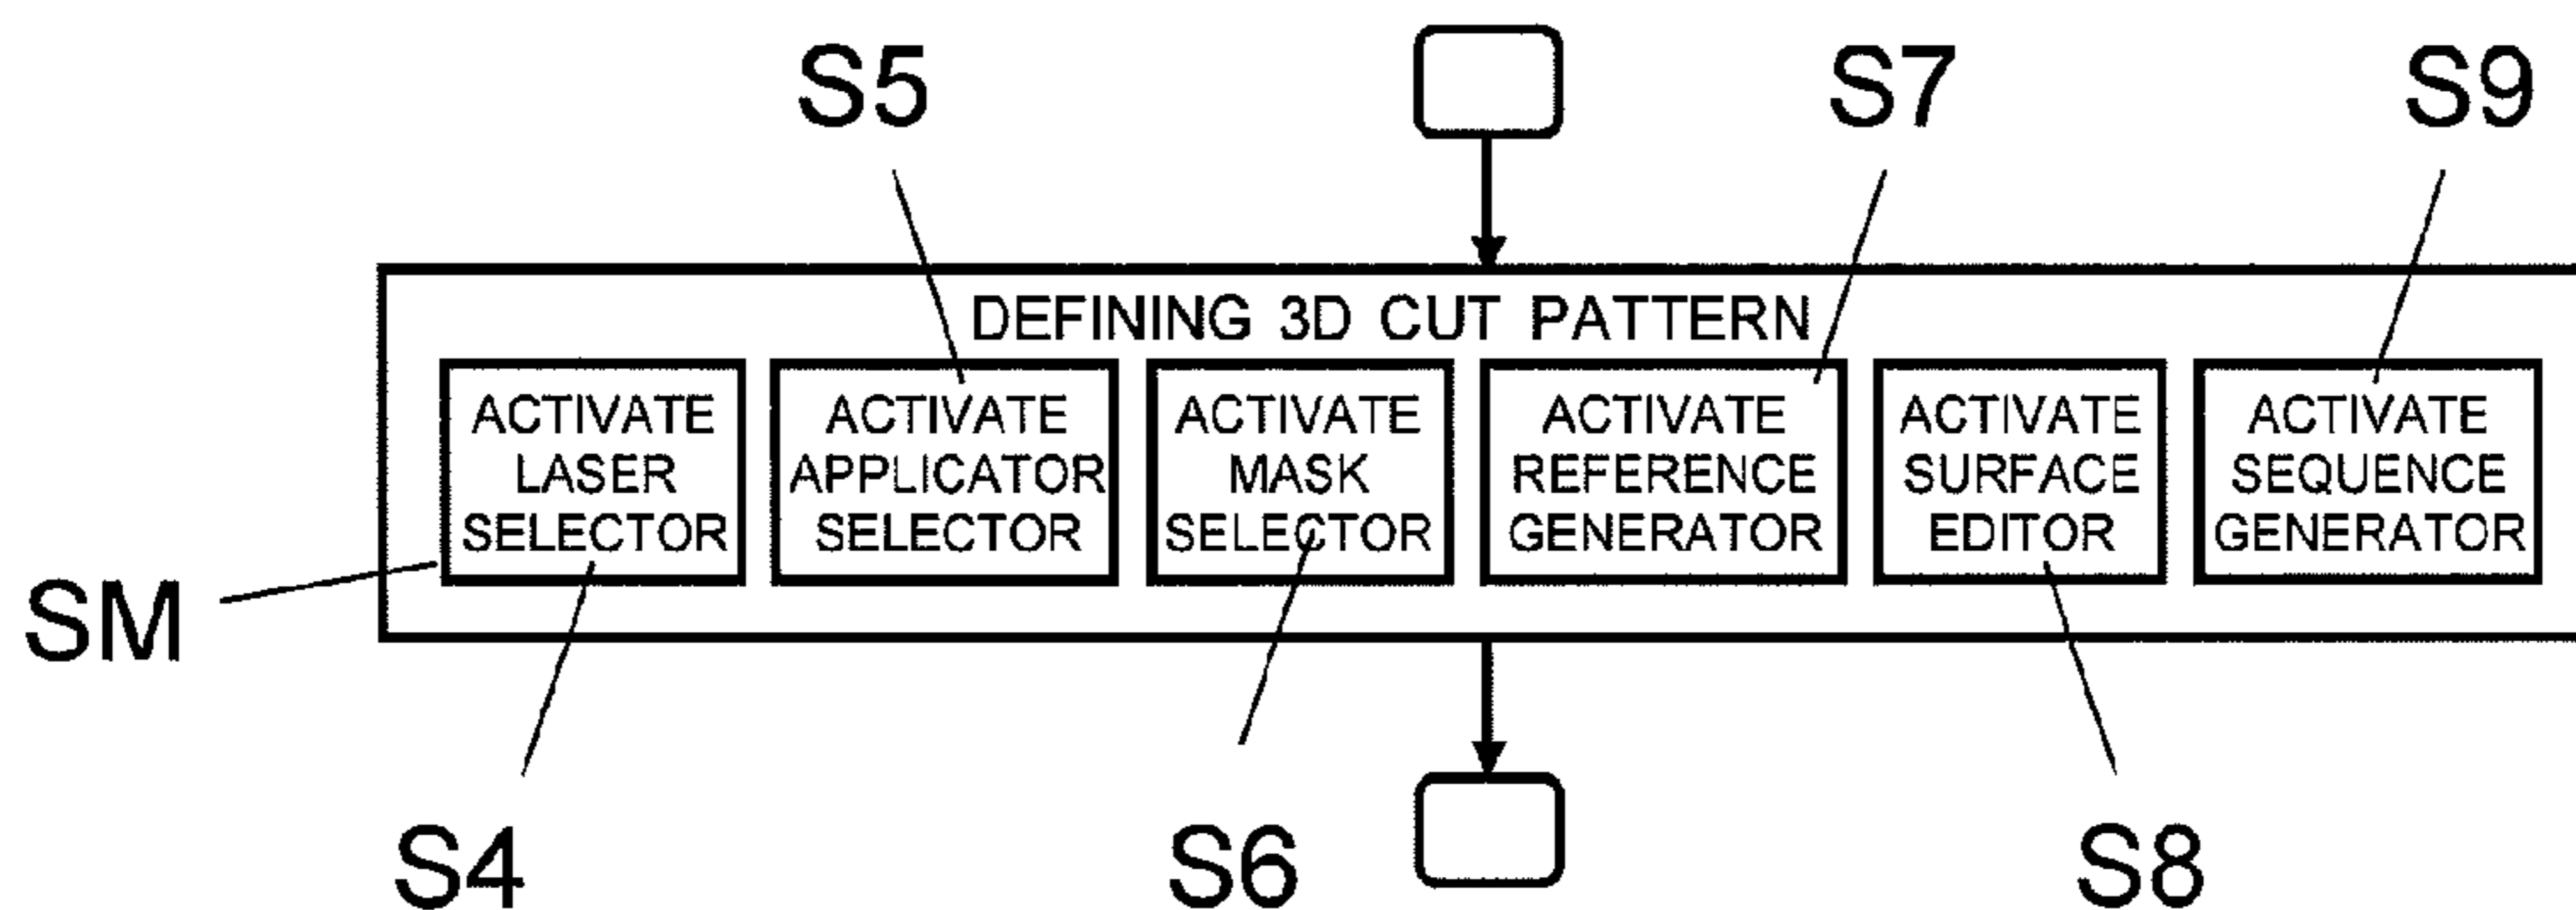 S5
S7
S9
DEFINING 3D CUT PATTERN
ACTIVATE
LASER
SELECTOR
ACTIVATE
APPLICATOR
SELECTOR
ACTIVATE
MASK
SELECTOR
ACTIVATE
REFERENCE
GENERATOR
ACTIVATE
SURFACE
EDITOR
ACTIVATE
SEQUENCE
GENERATOR
SM
S4
S6
S8